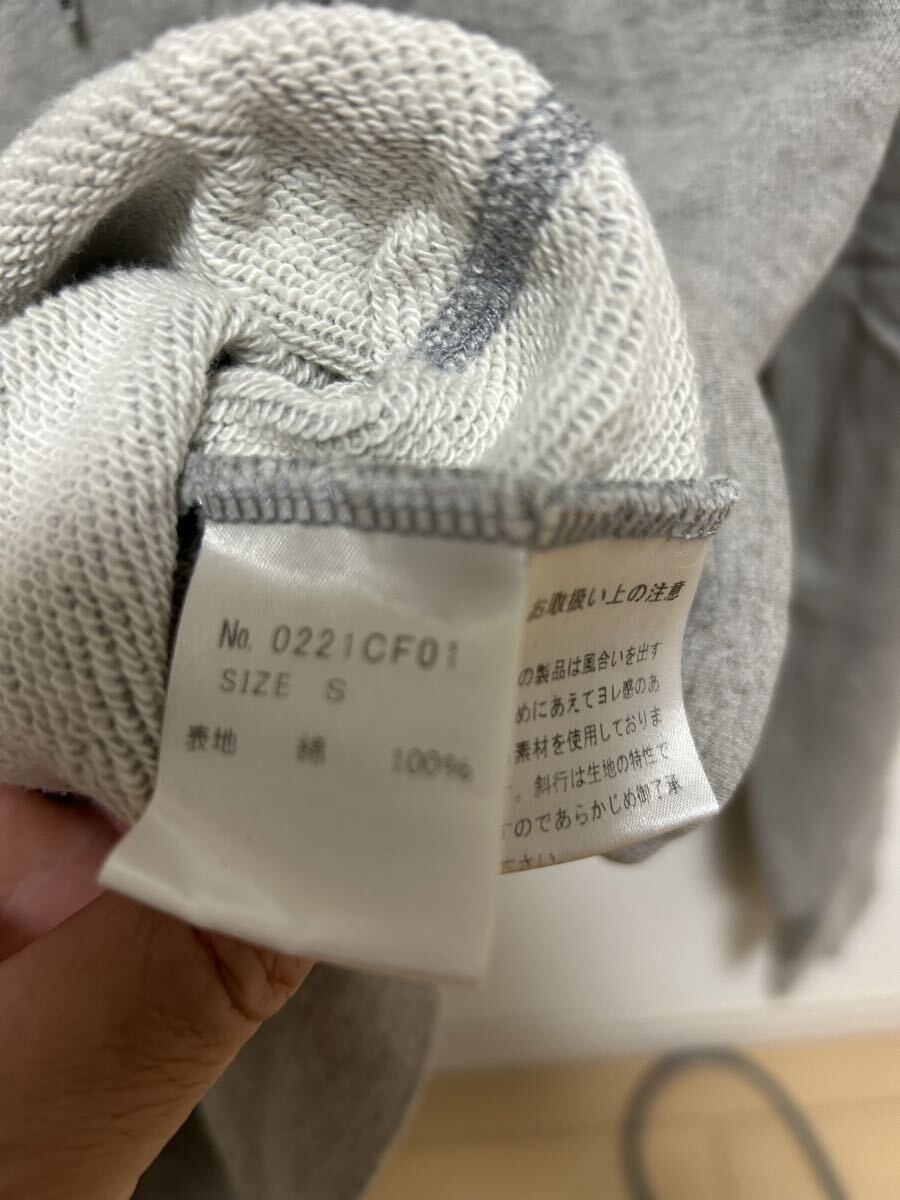 No. 0221CF01
SIZE S
表地 綿 100%
お取扱い上の注意
の製品は風合いを出す
めにあえてヨレ感のあ
素材を使用しておりま
。斜行は生地の特性で
のであらかじめ御了承
下さい